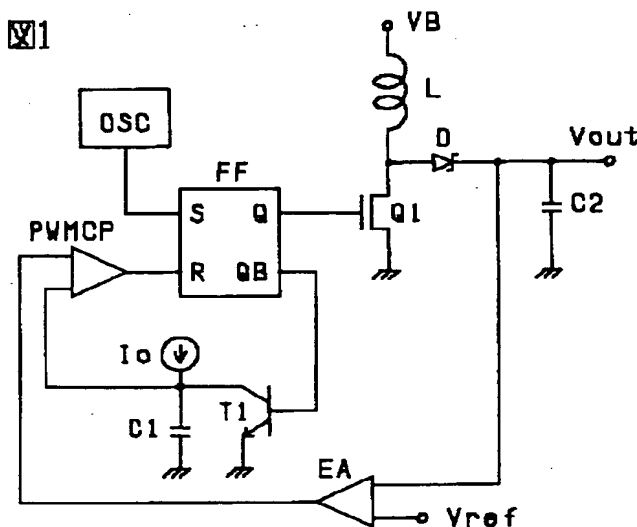 図1
VB
L
OSC
D
Vout
FF
S
Q
Q1
C2
PWMCP
R
QB
Io
T1
C1
EA
Vref